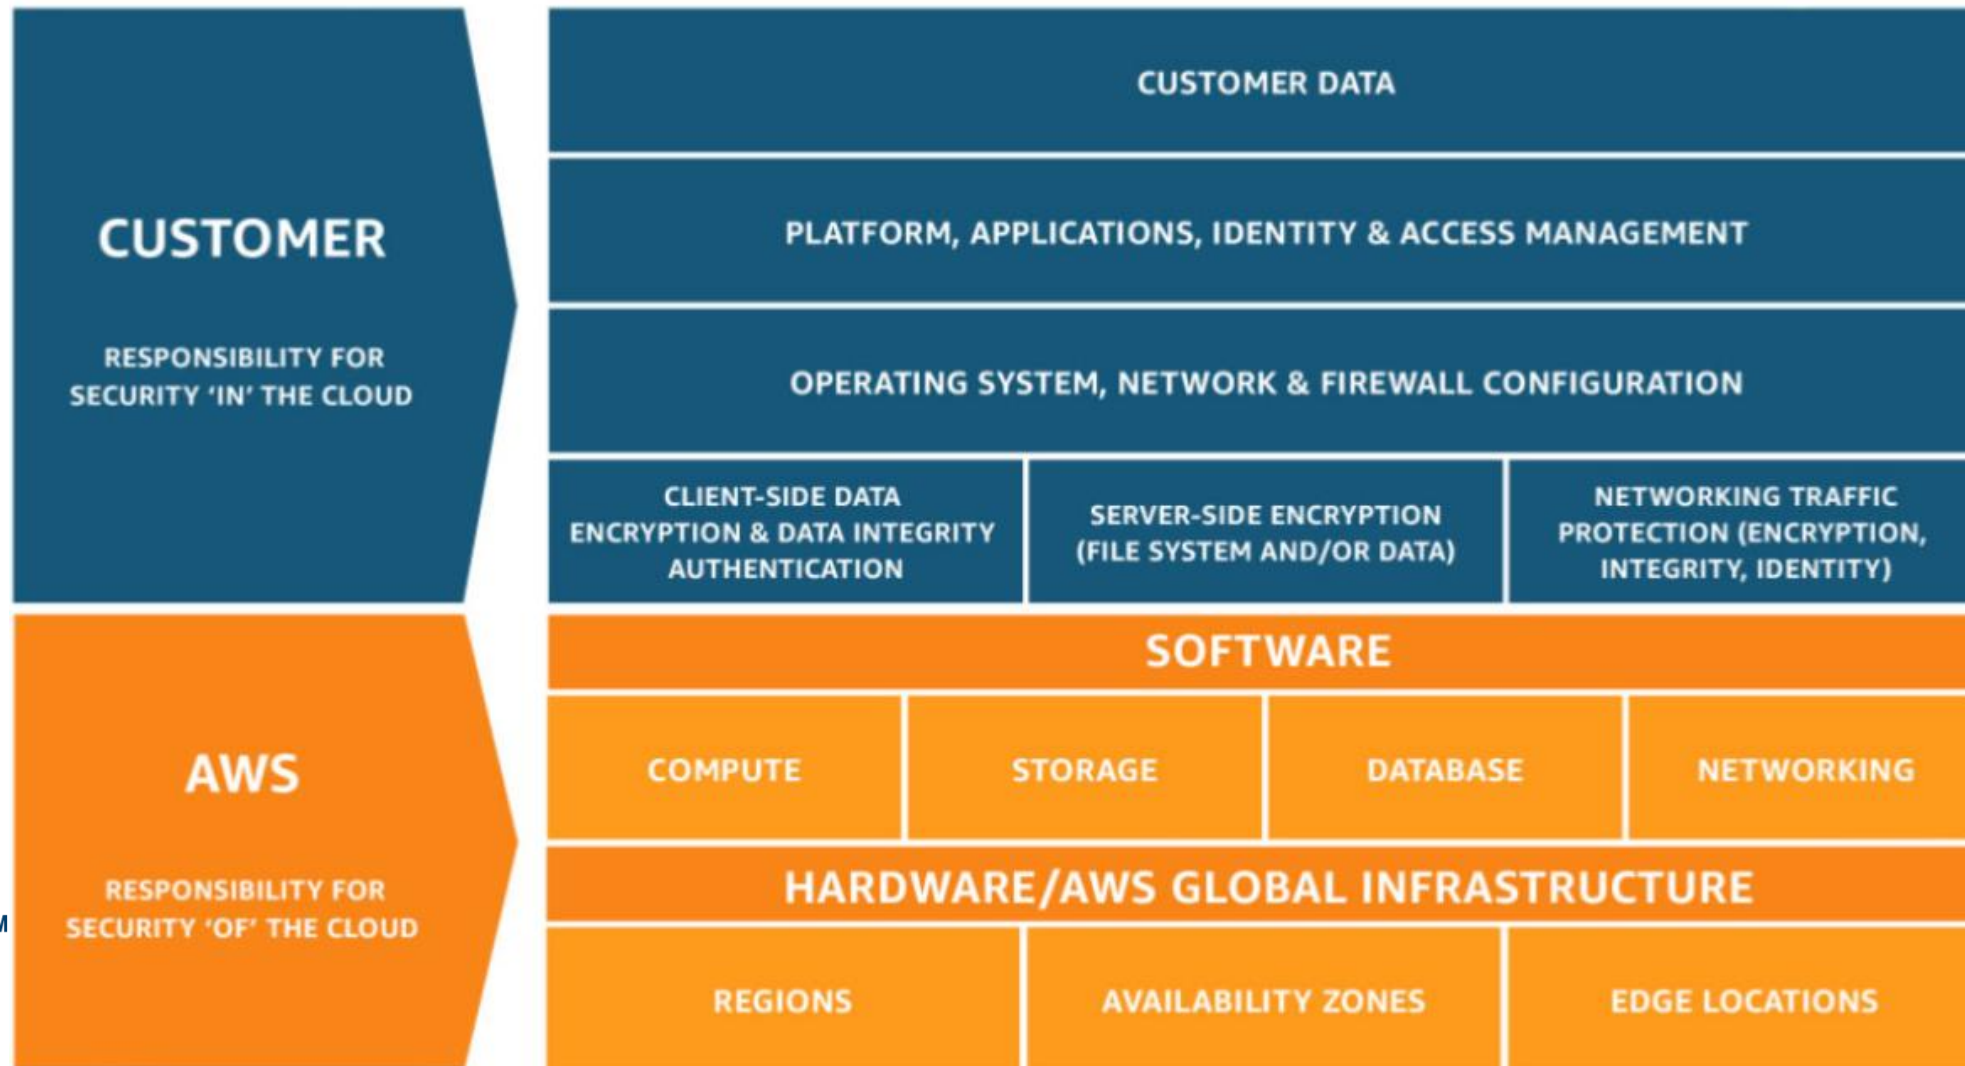 CUSTOMER
RESPONSIBILITY FOR
SECURITY ‘IN’ THE CLOUD
CUSTOMER DATA
PLATFORM, APPLICATIONS, IDENTITY & ACCESS MANAGEMENT
OPERATING SYSTEM, NETWORK & FIREWALL CONFIGURATION
CLIENT-SIDE DATA
ENCRYPTION & DATA INTEGRITY
AUTHENTICATION
SERVER-SIDE ENCRYPTION
(FILE SYSTEM AND/OR DATA)
NETWORKING TRAFFIC
PROTECTION (ENCRYPTION,
INTEGRITY, IDENTITY)
AWS
RESPONSIBILITY FOR
SECURITY ‘OF’ THE CLOUD
SOFTWARE
COMPUTE
STORAGE
DATABASE
NETWORKING
HARDWARE/AWS GLOBAL INFRASTRUCTURE
REGIONS
AVAILABILITY ZONES
EDGE LOCATIONS